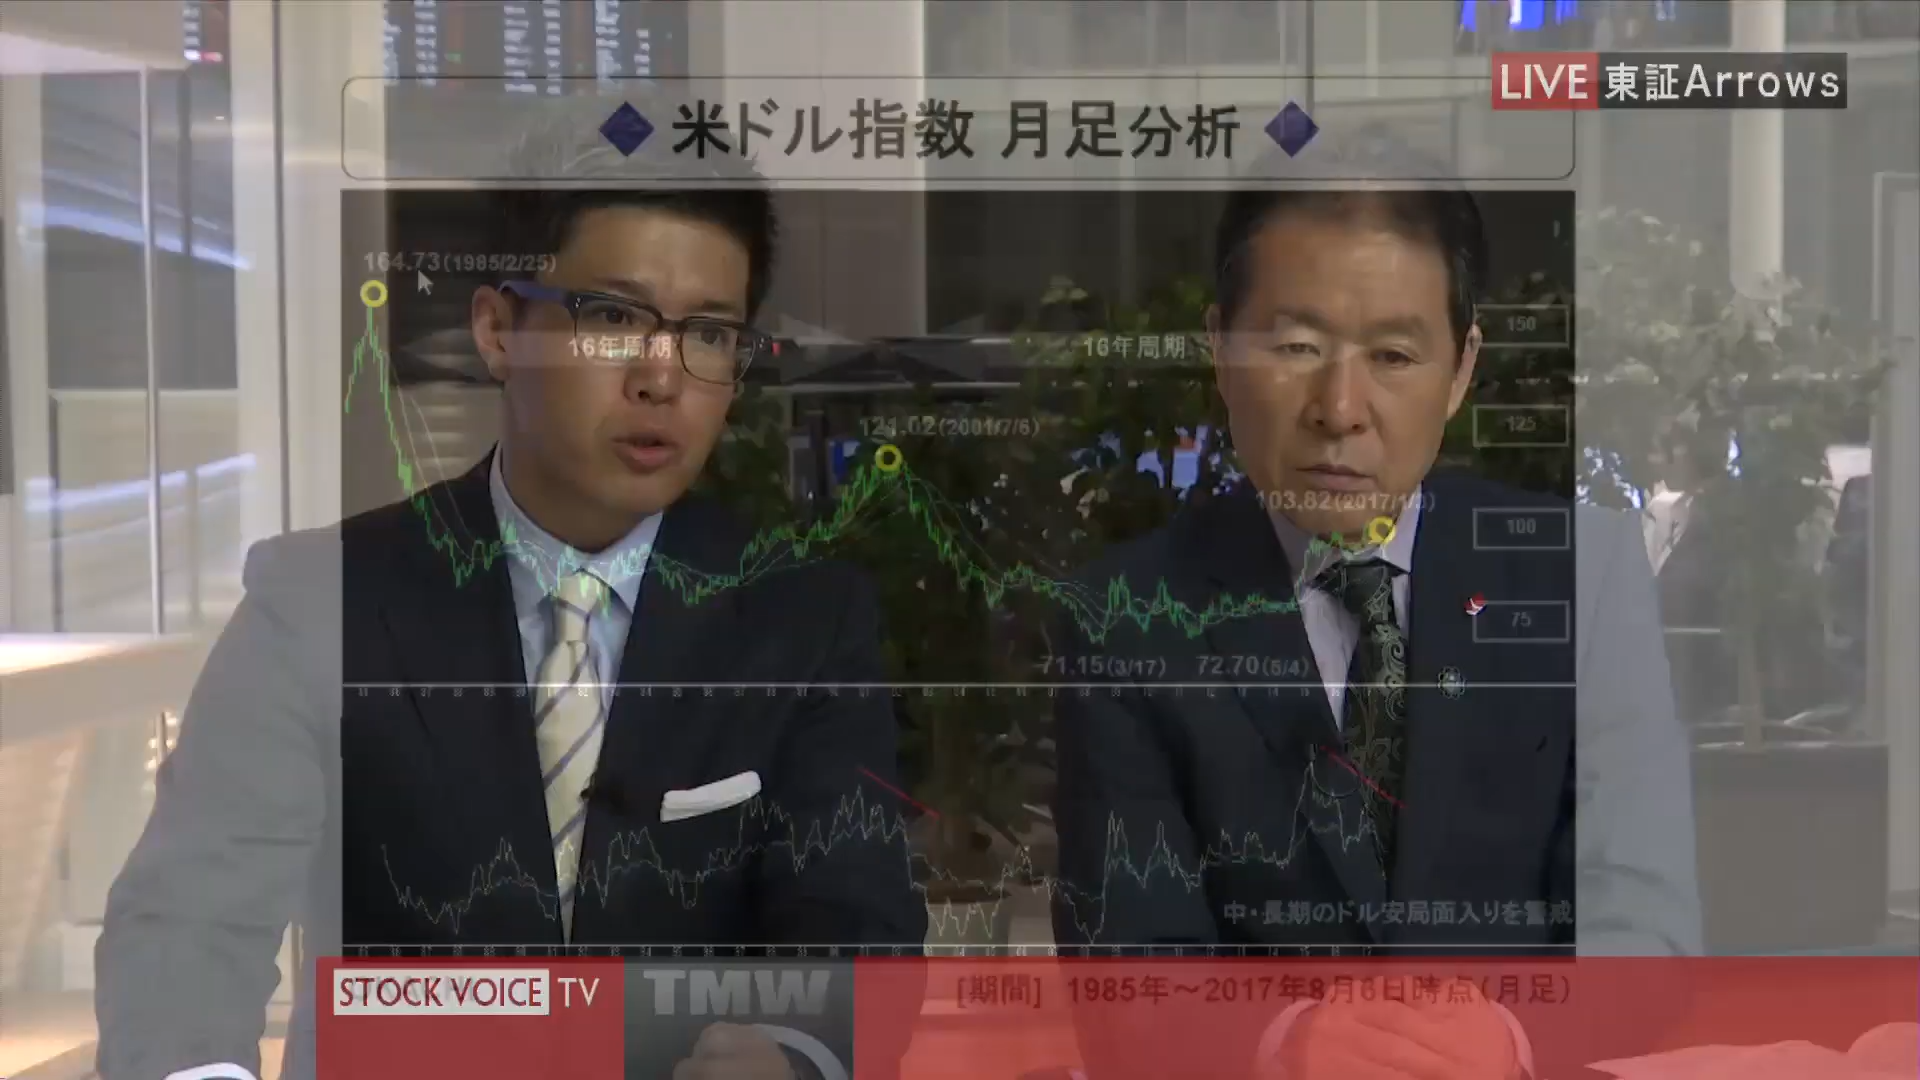 LIVE 東証Arrows
◆ 米ドル指数 月足分析 ◆
164.73(1985/2/25)
16年周期
16年周期
150
125
121.02(2001/7/6)
103.82(2017/1/3)
100
75
71.15(3/17)
72.70(5/4)
中・長期のドル安局面入りを警戒
STOCK VOICE TV
TMW
[期間] 1985年～2017年8月6日時点(月足)